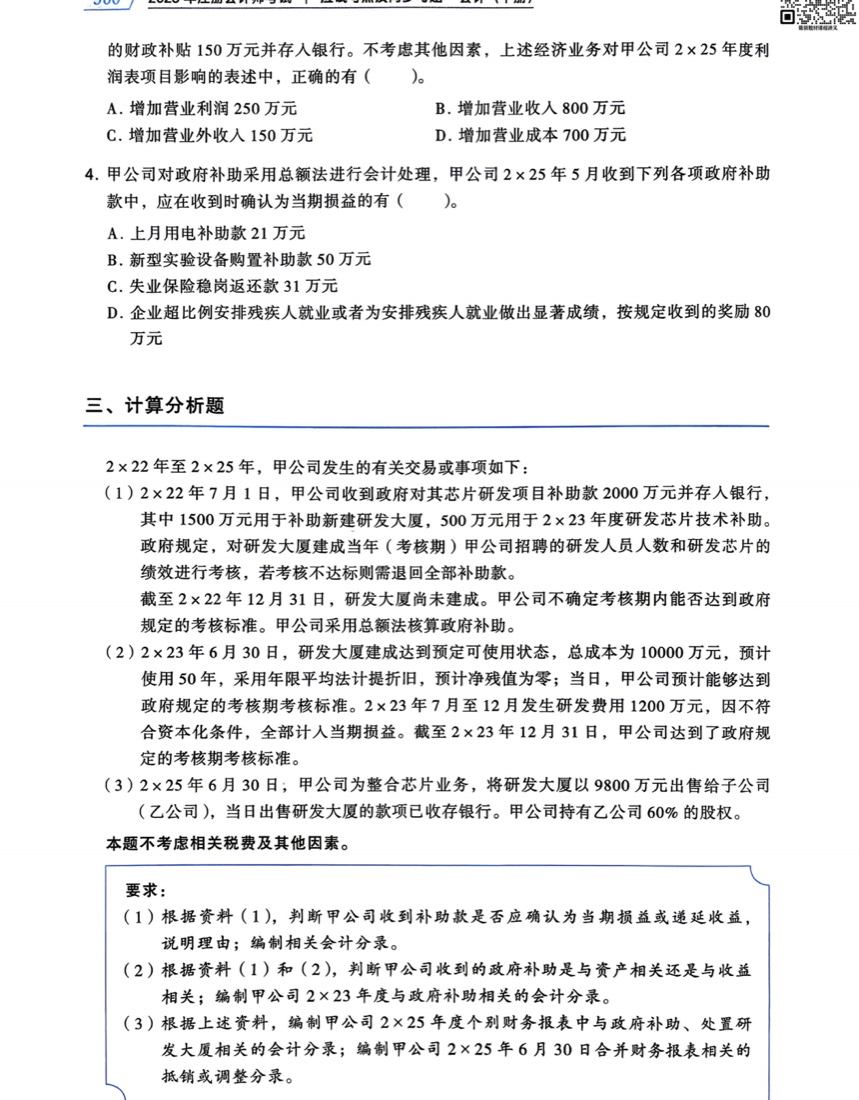 的财政补贴 150 万元并存入银行。不考虑其他因素，上述经济业务对甲公司 2×25 年度利
润表项目影响的表述中，正确的有（　　）。
A. 增加营业利润 250 万元
B. 增加营业收入 800 万元
C. 增加营业外收入 150 万元
D. 增加营业成本 700 万元
4. 甲公司对政府补助采用总额法进行会计处理，甲公司 2×25 年 5 月收到下列各项政府补助
款中，应在收到时确认为当期损益的有（　　）。
A. 上月用电补助款 21 万元
B. 新型实验设备购置补助款 50 万元
C. 失业保险稳岗返还款 31 万元
D. 企业超比例安排残疾人就业或者为安排残疾人就业做出显著成绩，按规定收到的奖励 80
万元
三、计算分析题
2×22 年至 2×25 年，甲公司发生的有关交易或事项如下：
（1）2×22 年 7 月 1 日，甲公司收到政府对其芯片研发项目补助款 2000 万元并存入银行，
其中 1500 万元用于补助新建研发大厦，500 万元用于 2×23 年度研发芯片技术补助。
政府规定，对研发大厦建成当年（考核期）甲公司招聘的研发人员人数和研发芯片的
绩效进行考核，若考核不达标则需退回全部补助款。
截至 2×22 年 12 月 31 日，研发大厦尚未建成。甲公司不确定考核期内能否达到政府
规定的考核标准。甲公司采用总额法核算政府补助。
（2）2×23 年 6 月 30 日，研发大厦建成达到预定可使用状态，总成本为 10000 万元，预计
使用 50 年，采用年限平均法计提折旧，预计净残值为零；当日，甲公司预计能够达到
政府规定的考核期考核标准。2×23 年 7 月至 12 月发生研发费用 1200 万元，因不符
合资本化条件，全部计入当期损益。截至 2×23 年 12 月 31 日，甲公司达到了政府规
定的考核期考核标准。
（3）2×25 年 6 月 30 日，甲公司为整合芯片业务，将研发大厦以 9800 万元出售给子公司
（乙公司），当日出售研发大厦的款项已收存银行。甲公司持有乙公司 60% 的股权。
本题不考虑相关税费及其他因素。
要求：
（1）根据资料（1），判断甲公司收到补助款是否应确认为当期损益或递延收益，
说明理由；编制相关会计分录。
（2）根据资料（1）和（2），判断甲公司收到的政府补助是与资产相关还是与收益
相关；编制甲公司 2×23 年度与政府补助相关的会计分录。
（3）根据上述资料，编制甲公司 2×25 年度个别财务报表中与政府补助、处置研
发大厦相关的会计分录；编制甲公司 2×25 年 6 月 30 日合并财务报表相关的
抵销或调整分录。